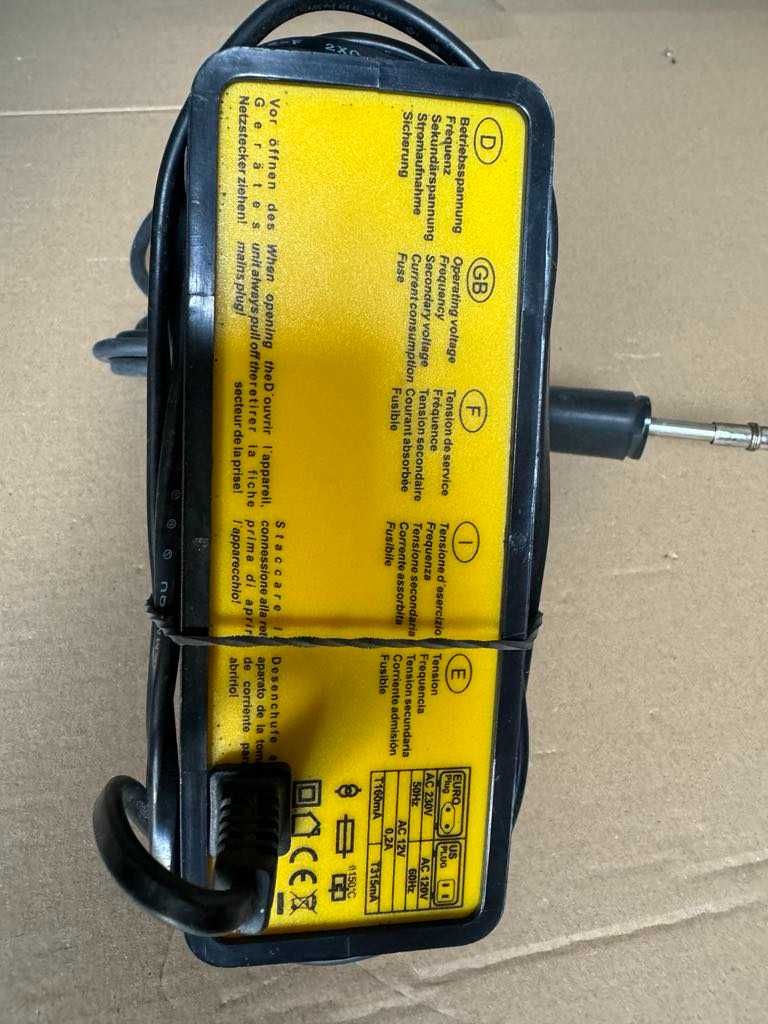 D
Betriebsspannung
Frequenz
Sekundärspannung
Stromaufnahme
Sicherung
GB
Operating voltage
Frequency
Secondary voltage
Current consumption
Fuse
F
Tension de service
Fréquence
Tension secondaire
Courant absorbée
Fusible
I
Tensione d'esercizio
Frequenza
Tensione secondaria
Corrente assorbita
Fusibile
E
Tension
Frequencia
Tension secundaria
Corriente admisión
Fusible
EURO Plug
US PLUG
AC 230V
AC 120V
50Hz
60Hz
AC 12V
0,2A
T160mA
T315mA
Vor öffnen des
Gerätes
Netzstecker ziehen!
When opening the
unit always pull off the
mains plug!
D'ouvrir l'appareil,
retirer la fiche
secteur de la prise!
Staccare l
connessione alla ret
prima di aprir
l'apparecchio!
Desenchufe e
aparato de la tom
de corriente par
abrirlo!
CE
2X0